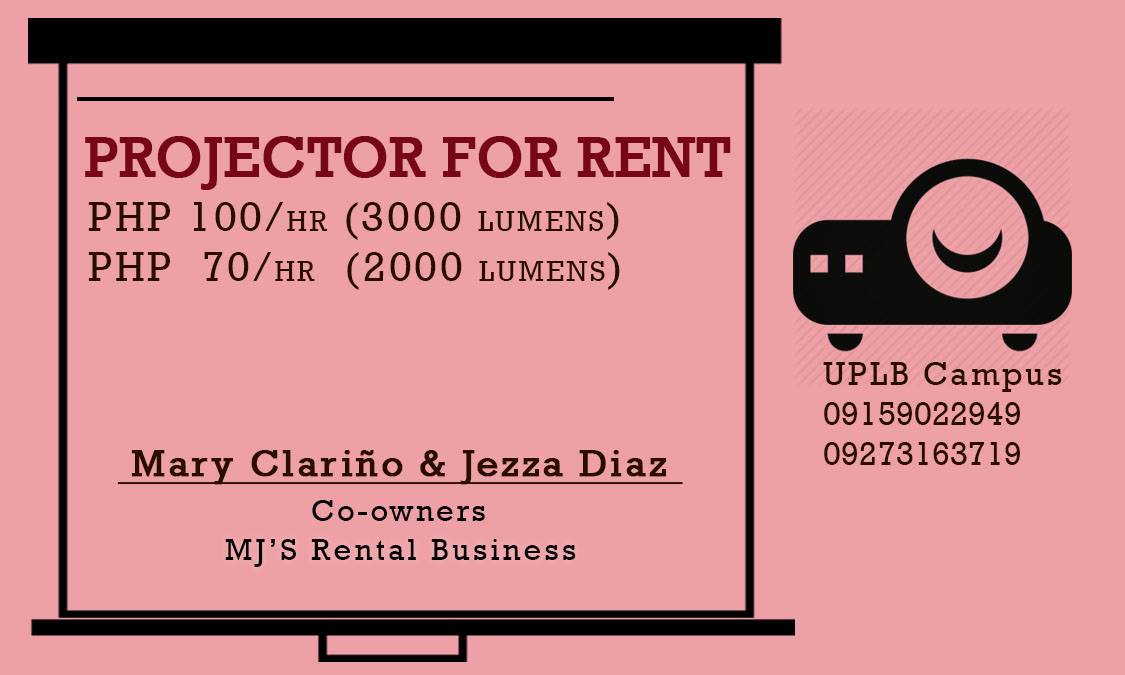 PROJECTOR FOR RENT
PHP 100/HR (3000 LUMENS)
PHP 70/HR (2000 LUMENS)
Mary Clariño & Jezza Diaz
Co-owners
MJ’S Rental Business
UPLB Campus
09159022949
09273163719